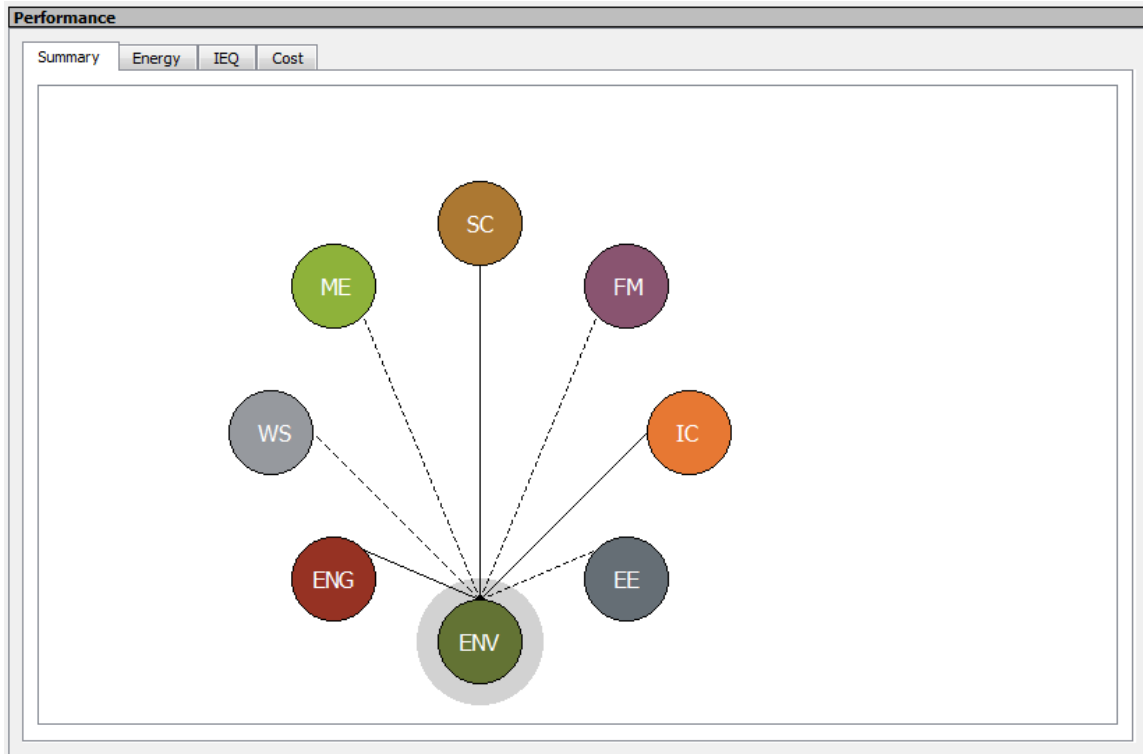 Performance
Summary Energy IEQ Cost
SC
ME FM
WS IC
ENG EE
ENV